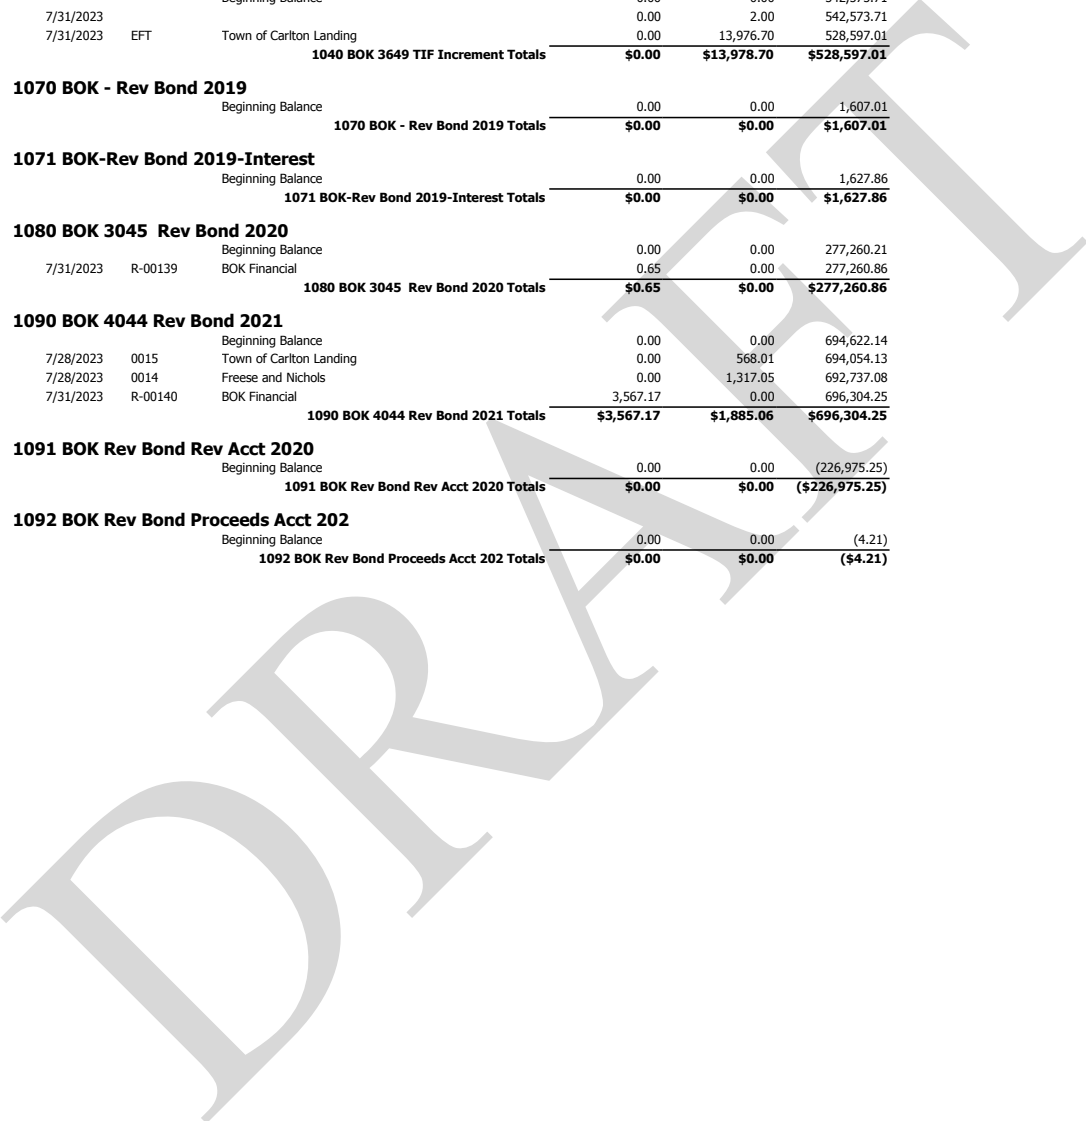 Beginning Balance 0.00 0.00 542,575.71
7/31/2023 0.00 2.00 542,573.71
7/31/2023 EFT Town of Carlton Landing 0.00 13,976.70 528,597.01
1040 BOK 3649 TIF Increment Totals $0.00 $13,978.70 $528,597.01
1070 BOK - Rev Bond 2019
Beginning Balance 0.00 0.00 1,607.01
1070 BOK - Rev Bond 2019 Totals $0.00 $0.00 $1,607.01
1071 BOK-Rev Bond 2019-Interest
Beginning Balance 0.00 0.00 1,627.86
1071 BOK-Rev Bond 2019-Interest Totals $0.00 $0.00 $1,627.86
1080 BOK 3045 Rev Bond 2020
Beginning Balance 0.00 0.00 277,260.21
7/31/2023 R-00139 BOK Financial 0.65 0.00 277,260.86
1080 BOK 3045 Rev Bond 2020 Totals $0.65 $0.00 $277,260.86
1090 BOK 4044 Rev Bond 2021
Beginning Balance 0.00 0.00 694,622.14
7/28/2023 0015 Town of Carlton Landing 0.00 568.01 694,054.13
7/28/2023 0014 Freese and Nichols 0.00 1,317.05 692,737.08
7/31/2023 R-00140 BOK Financial 3,567.17 0.00 696,304.25
1090 BOK 4044 Rev Bond 2021 Totals $3,567.17 $1,885.06 $696,304.25
1091 BOK Rev Bond Rev Acct 2020
Beginning Balance 0.00 0.00 (226,975.25)
1091 BOK Rev Bond Rev Acct 2020 Totals $0.00 $0.00 ($226,975.25)
1092 BOK Rev Bond Proceeds Acct 202
Beginning Balance 0.00 0.00 (4.21)
1092 BOK Rev Bond Proceeds Acct 202 Totals $0.00 $0.00 ($4.21)
DRAFT